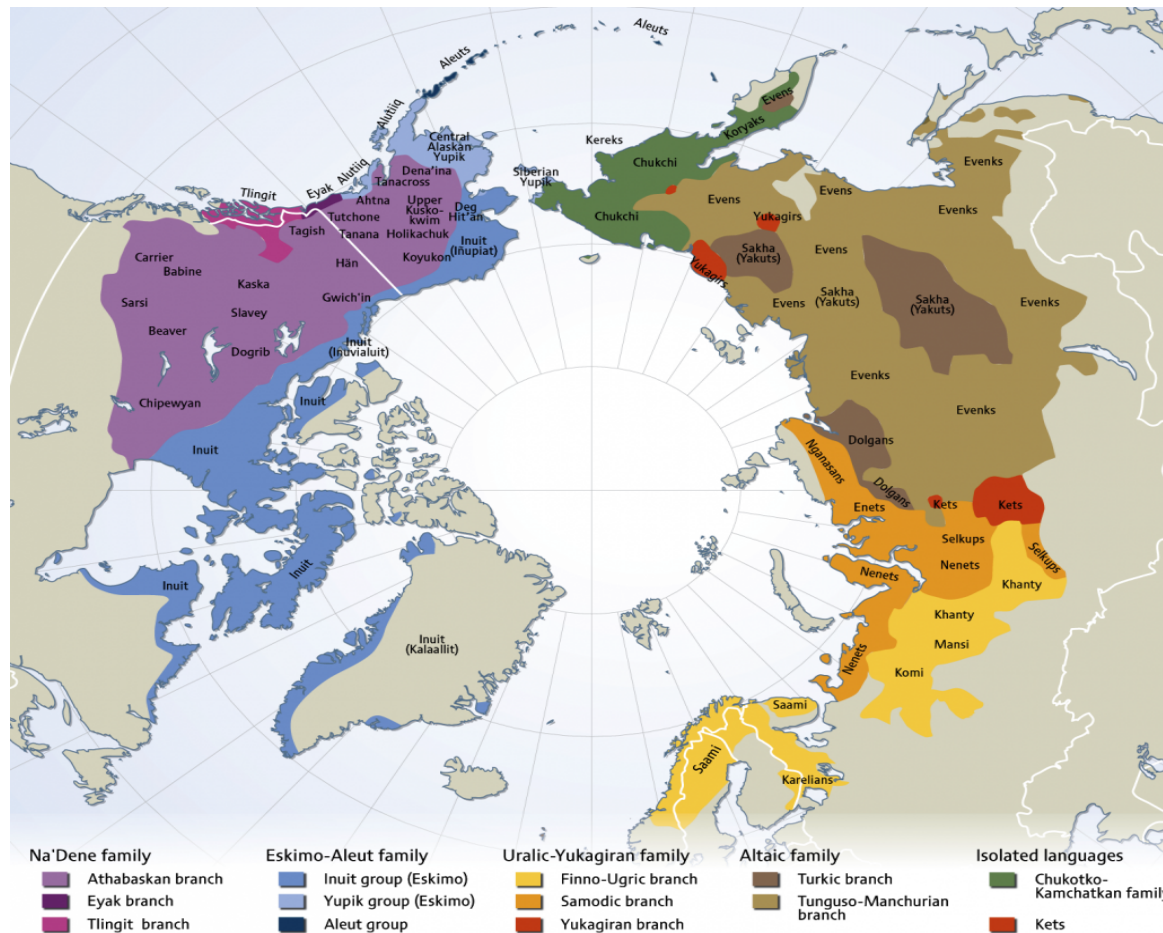 Aleuts
Aleuts
Alutiiq
Central
Alaskan
Yupik
Dena'ina
Tanacross
Eyak
Alutiiq
Tlingit
Ahtna
Upper
Kusko-
kwim
Deg
Hit'än
Tutchone
Tagish
Tanana
Holikachuk
Inuit
(Iñupiat)
Koyukon
Hän
Carrier
Babine
Kaska
Gwich'in
Sarsi
Slavey
Beaver
Dogrib
Inuit
(Inuvialuit)
Chipewyan
Inuit
Inuit
Inuit
Inuit
Inuit
(Kalaallit)
Evens
Koryaks
Kereks
Chukchi
Siberian
Yupik
Chukchi
Evens
Yukagirs
Evens
Evenks
Evenks
Sakha
(Yakuts)
Evens
Yukagirs
Evens
Sakha
(Yakuts)
Sakha
(Yakuts)
Evenks
Evenks
Evenks
Dolgans
Nganasans
Dolgans
Enets
Kets
Kets
Selkups
Selkups
Nenets
Nenets
Khanty
Khanty
Mansi
Nenets
Komi
Saami
Saami
Karelians
Na'Dene family
Athabaskan branch
Eyak branch
Tlingit branch
Eskimo-Aleut family
Inuit group (Eskimo)
Yupik group (Eskimo)
Aleut group
Uralic-Yukagiran family
Finno-Ugric branch
Samodic branch
Yukagiran branch
Altaic family
Turkic branch
Tunguso-Manchurian
branch
Isolated languages
Chukotko-
Kamchatkan family
Kets